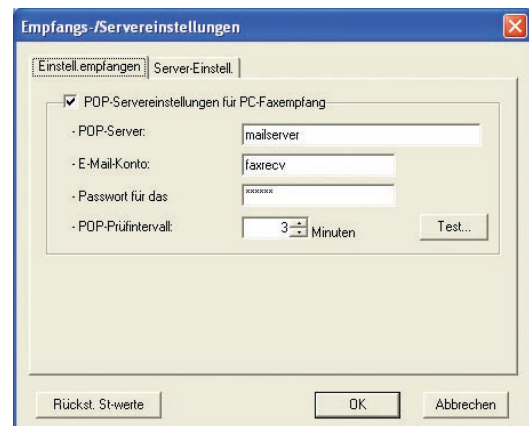 Empfangs-/Servereinstellungen
Einstell.empfangen Server-Einstell.
POP-Servereinstellungen für PC-Faxempfang
- POP-Server: mailserver
- E-Mail-Konto: faxrecv
- Passwort für das ******
- POP-Prüfintervall: 3 Minuten Test...
Rückst. St-werte OK Abbrechen